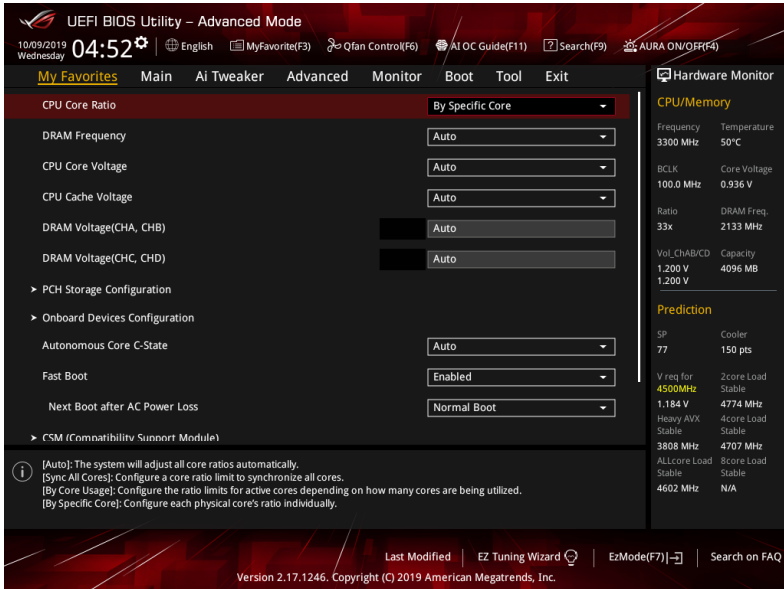 UEFI BIOS Utility – Advanced Mode
10/09/2019 Wednesday 04:52 English MyFavorite(F3) Qfan Control(F6) AI OC Guide(F11) ? Search(F9) AURA ON/OFF(F4)
My Favorites Main Ai Tweaker Advanced Monitor Boot Tool Exit
CPU Core Ratio By Specific Core
DRAM Frequency Auto
CPU Core Voltage Auto
CPU Cache Voltage Auto
DRAM Voltage(CHA, CHB) Auto
DRAM Voltage(CHC, CHD) Auto
> PCH Storage Configuration
> Onboard Devices Configuration
Autonomous Core C-State Auto
Fast Boot Enabled
Next Boot after AC Power Loss Normal Boot
> CSM (Compatibility Support Module)
i
[Auto]: The system will adjust all core ratios automatically.
[Sync All Cores]: Configure a core ratio limit to synchronize all cores.
[By Core Usage]: Configure the ratio limits for active cores depending on how many cores are being utilized.
[By Specific Core]: Configure each physical core's ratio individually.
Hardware Monitor
CPU/Memory
Frequency Temperature
3300 MHz 50°C
BCLK Core Voltage
100.0 MHz 0.936 V
Ratio DRAM Freq.
33x 2133 MHz
Vol_ChAB/CD Capacity
1.200 V 4096 MB
1.200 V
Prediction
SP Cooler
77 150 pts
V req for 2core Load
4500MHz Stable
1.184 V 4774 MHz
Heavy AVX 4core Load
Stable Stable
3808 MHz 4707 MHz
ALLcore Load 8core Load
Stable Stable
4602 MHz N/A
Last Modified EZ Tuning Wizard EzMode(F7) Search on FAQ
Version 2.17.1246. Copyright (C) 2019 American Megatrends, Inc.